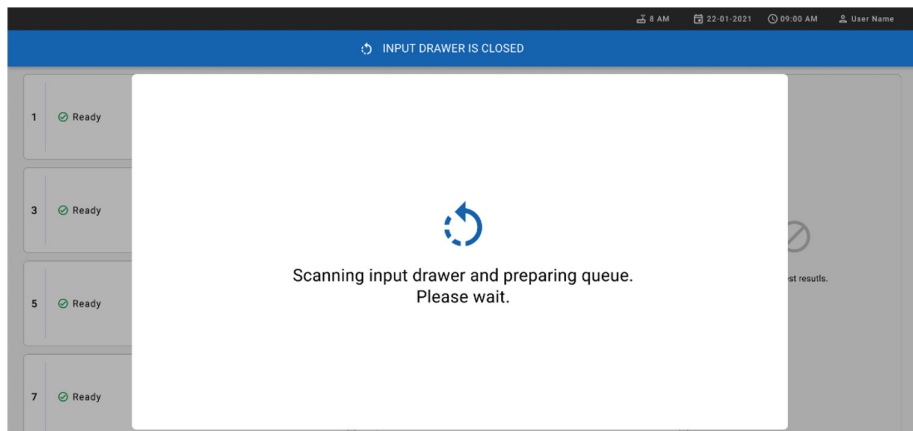 8 AM 22-01-2021 09:00 AM User Name
INPUT DRAWER IS CLOSED
1 Ready
3 Ready
Scanning input drawer and preparing queue.
Please wait.
resutls.
5 Ready
7 Ready